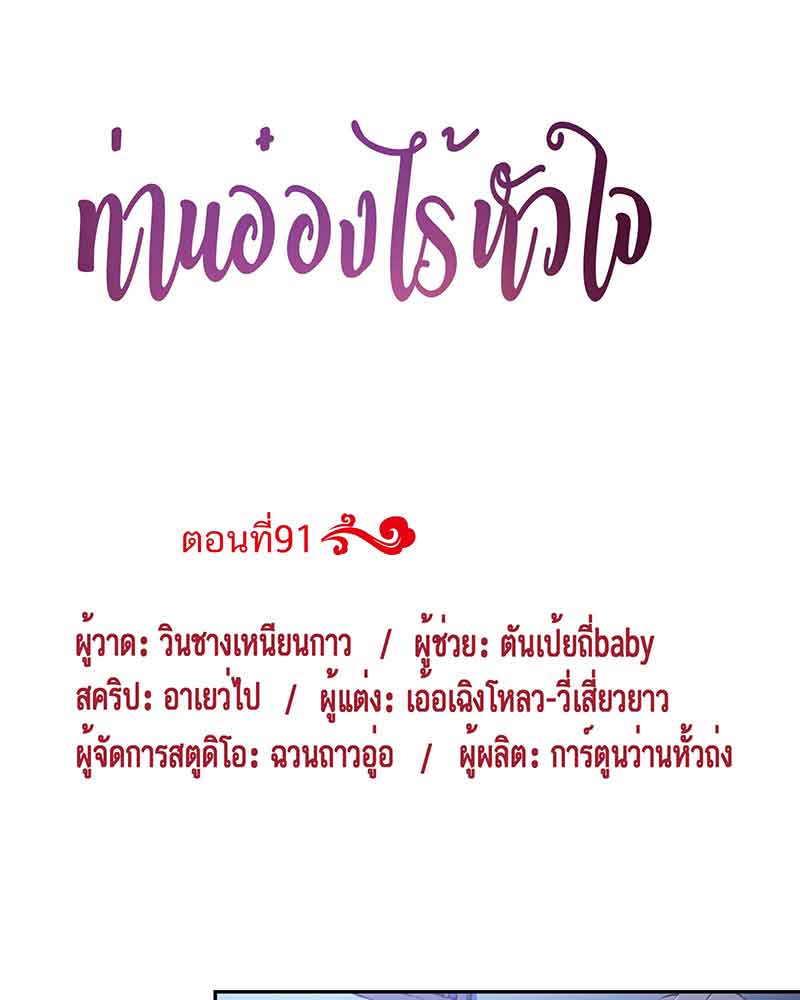 ท่านอ๋องไร้หัวใจ
ตอนที่91
ผู้วาด: วินชางเหนียนกาว / ผู้ช่วย: ตันเป้ยถี่baby
สคริป: อาเยว่ไป / ผู้แต่ง: เอ้อเฉิงโหลว-วี่เสี่ยวยาว
ผู้จัดการสตูดิโอ: ฉวนถาวอู่อ / ผู้ผลิต: การ์ตูนว่านหั้วถ่ง